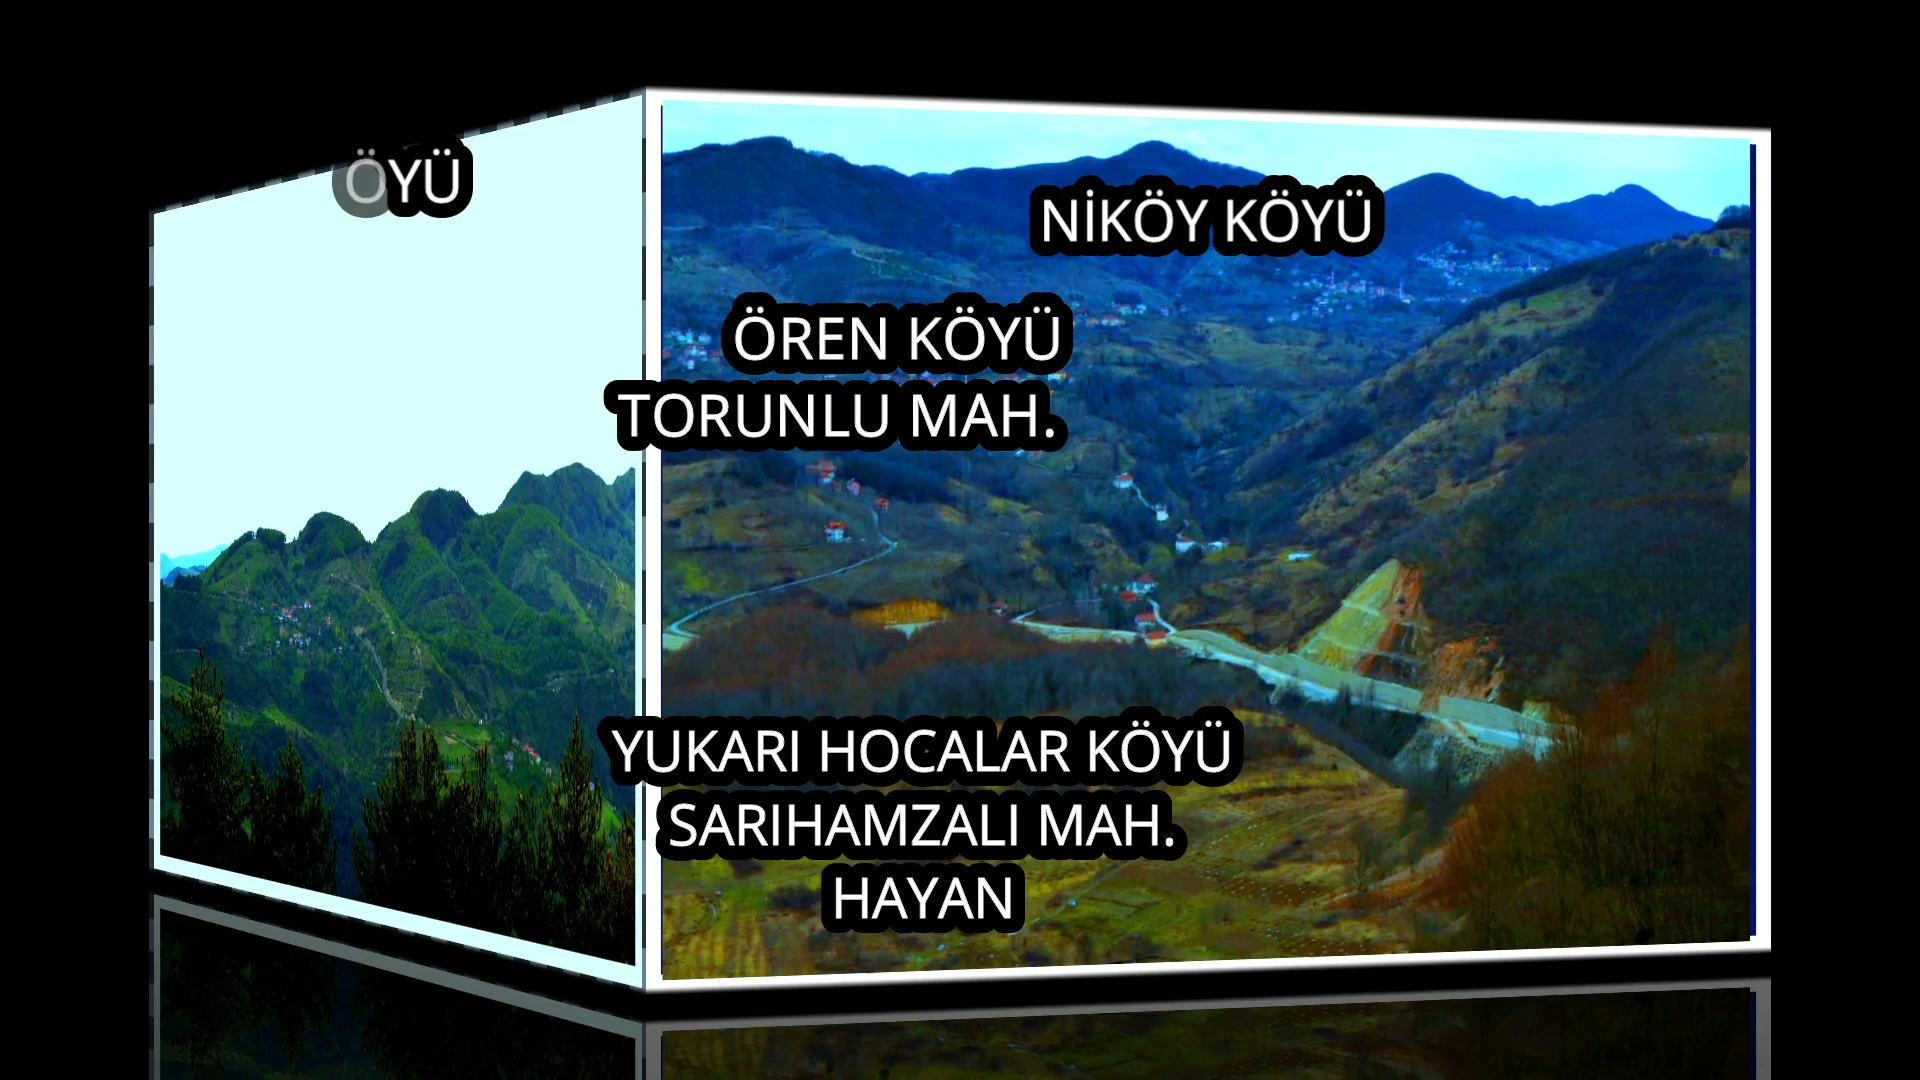 ÖYÜ
NİKÖY KÖYÜ
ÖREN KÖYÜ
TORUNLU MAH.
YUKARI HOCALAR KÖYÜ
SARIHAMZALI MAH.
HAYAN